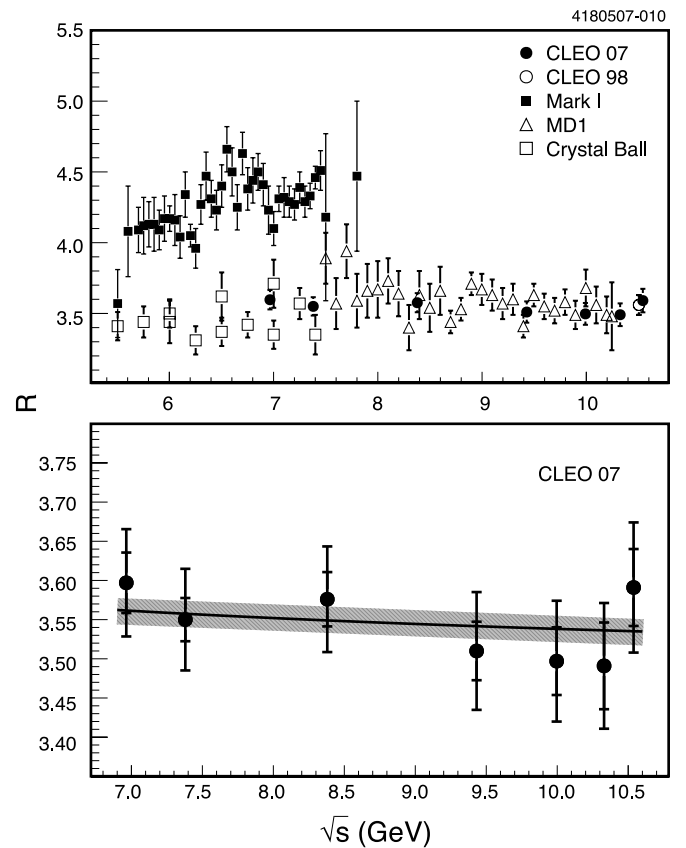 4180507-010
5.5
CLEO 07
CLEO 98
5.0
Mark I
MD1
Crystal Ball
4.5
4.0
3.5
6 7 8 9 10
R
3.75
CLEO 07
3.70
3.65
3.60
3.55
3.50
3.45
3.40
7.0 7.5 8.0 8.5 9.0 9.5 10.0 10.5
√s (GeV)